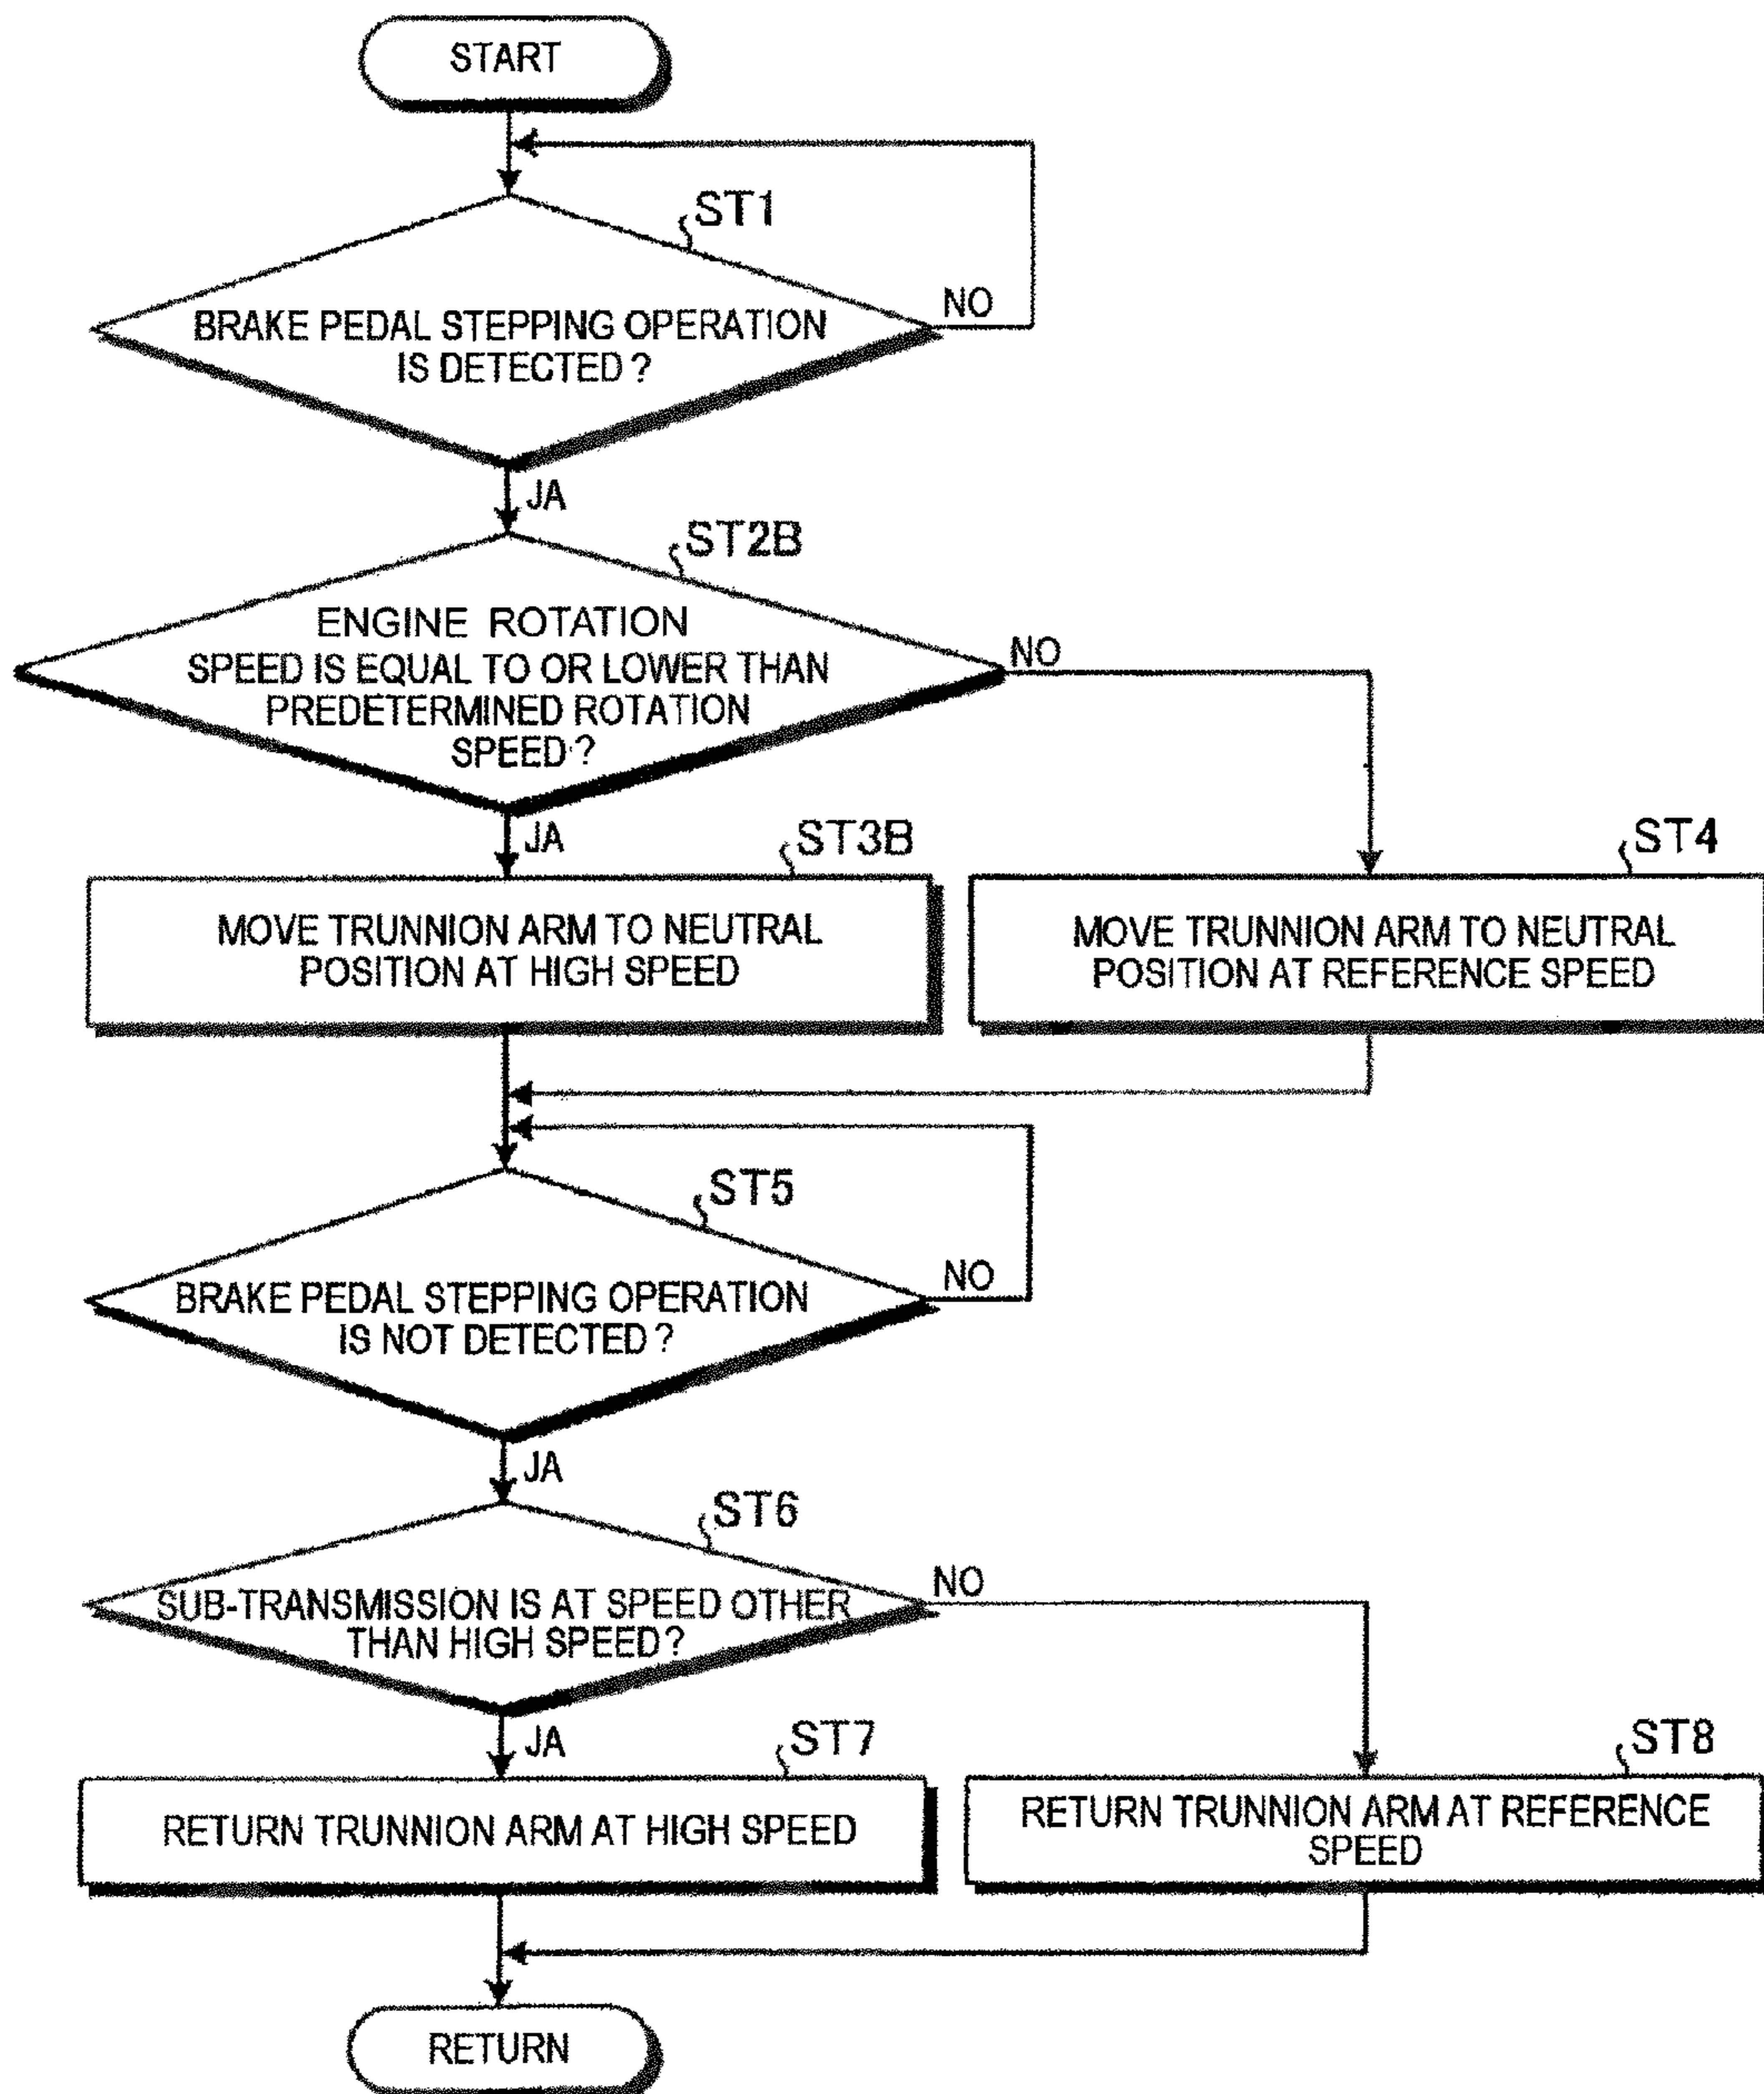 START
ST1
BRAKE PEDAL STEPPING OPERATION
IS DETECTED?
NO
JA
ST2B
ENGINE ROTATION
SPEED IS EQUAL TO OR LOWER THAN
PREDETERMINED ROTATION
SPEED?
NO
JA
ST3B
MOVE TRUNNION ARM TO NEUTRAL
POSITION AT HIGH SPEED
ST4
MOVE TRUNNION ARM TO NEUTRAL
POSITION AT REFERENCE SPEED
ST5
BRAKE PEDAL STEPPING OPERATION
IS NOT DETECTED?
NO
JA
ST6
SUB-TRANSMISSION IS AT SPEED OTHER
THAN HIGH SPEED?
NO
JA
ST7
RETURN TRUNNION ARM AT HIGH SPEED
ST8
RETURN TRUNNION ARM AT REFERENCE
SPEED
RETURN